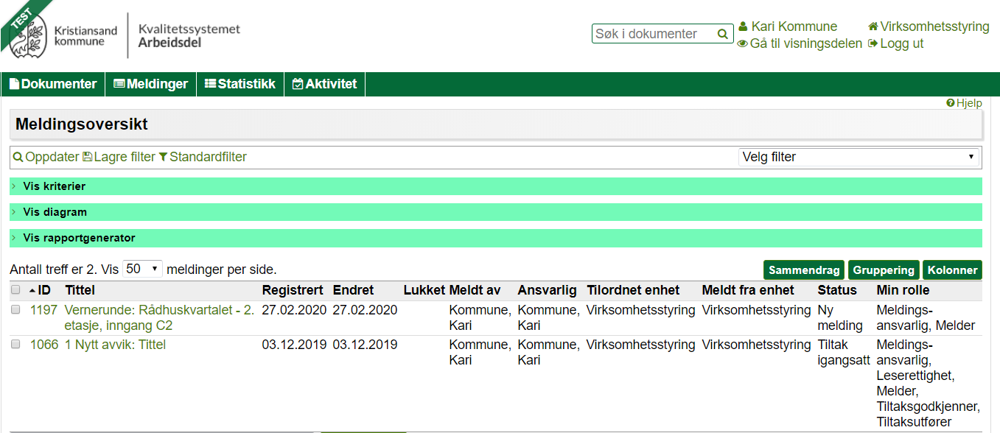 TEST
Kristiansand
kommune
Kvalitetssystemet
Arbeidsdel
Søk i dokumenter
Kari Kommune
Virksomhetsstyring
Gå til visningsdelen
Logg ut
Dokumenter Meldinger Statistikk Aktivitet
Hjelp
Meldingsoversikt
Oppdater Lagre filter Standardfilter Velg filter
Vis kriterier
Vis diagram
Vis rapportgenerator
Antall treff er 2. Vis 50 meldinger per side. Sammendrag Gruppering Kolonner
ID Tittel Registrert Endret Lukket Meldt av Ansvarlig Tilordnet enhet Meldt fra enhet Status Min rolle
1197 Vernerunde: Rådhuskvartalet - 2. 27.02.2020 27.02.2020 Kommune, Kommune, Virksomhetsstyring Virksomhetsstyring Ny Meldings-
etasje, inngang C2 Kari Kari melding ansvarlig, Melder
1066 1 Nytt avvik: Tittel 03.12.2019 03.12.2019 Kommune, Kommune, Virksomhetsstyring Virksomhetsstyring Tiltak Meldings-
Kari Kari igangsatt ansvarlig,
Leserettighet,
Melder,
Tiltaksgodkjenner,
Tiltaksutfører